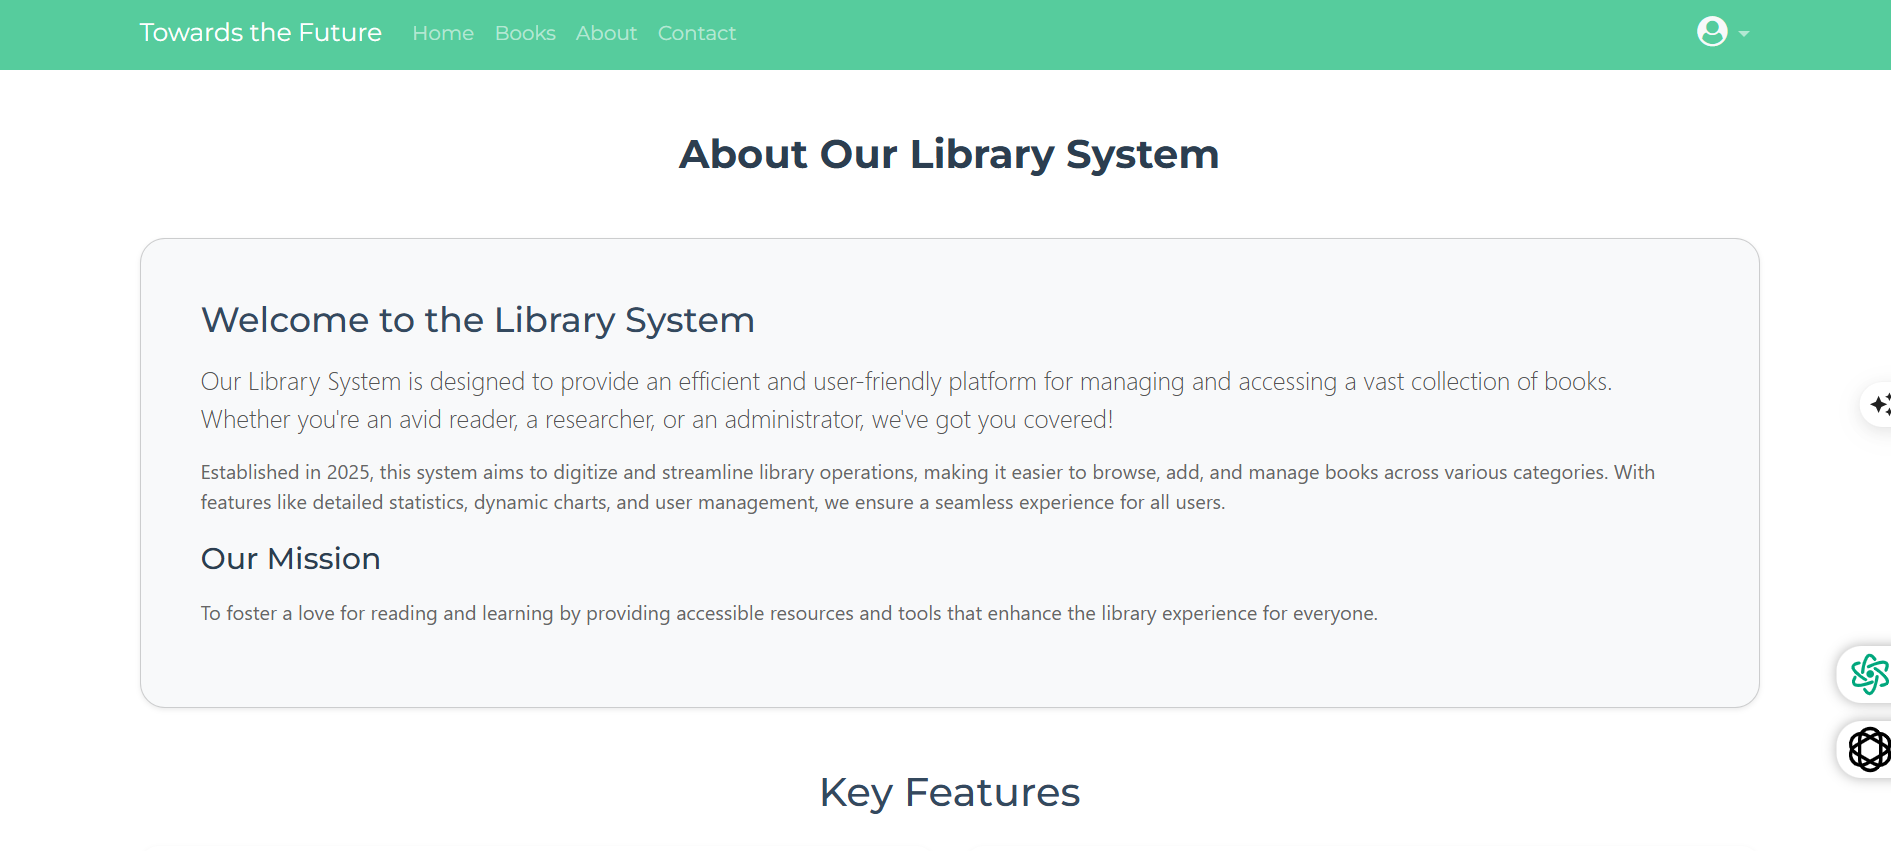 Towards the Future Home Books About Contact
About Our Library System
Welcome to the Library System
Our Library System is designed to provide an efficient and user-friendly platform for managing and accessing a vast collection of books.
Whether you're an avid reader, a researcher, or an administrator, we've got you covered!
Established in 2025, this system aims to digitize and streamline library operations, making it easier to browse, add, and manage books across various categories. With
features like detailed statistics, dynamic charts, and user management, we ensure a seamless experience for all users.
Our Mission
To foster a love for reading and learning by providing accessible resources and tools that enhance the library experience for everyone.
Key Features